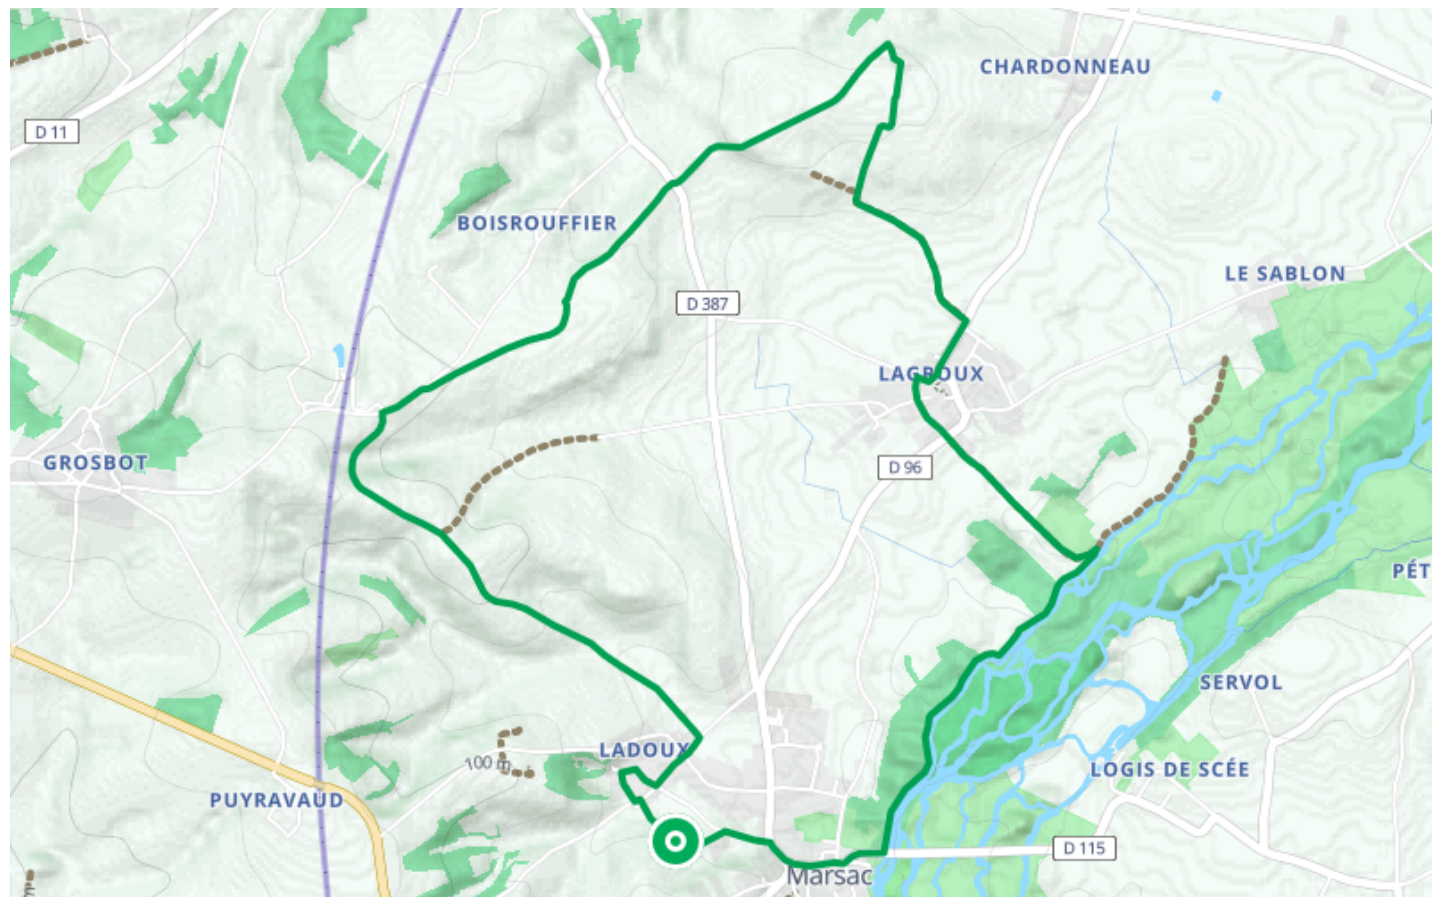 CHARDONNEAU
D 11
BOISROUFFIER
LE SABLON
D 387
LAGROUX
GROSBOT
D 96
PÉT
SERVOL
LADOUX
100 m
LOGIS DE SCÉE
PUYRAVAUD
D 115
Marsac